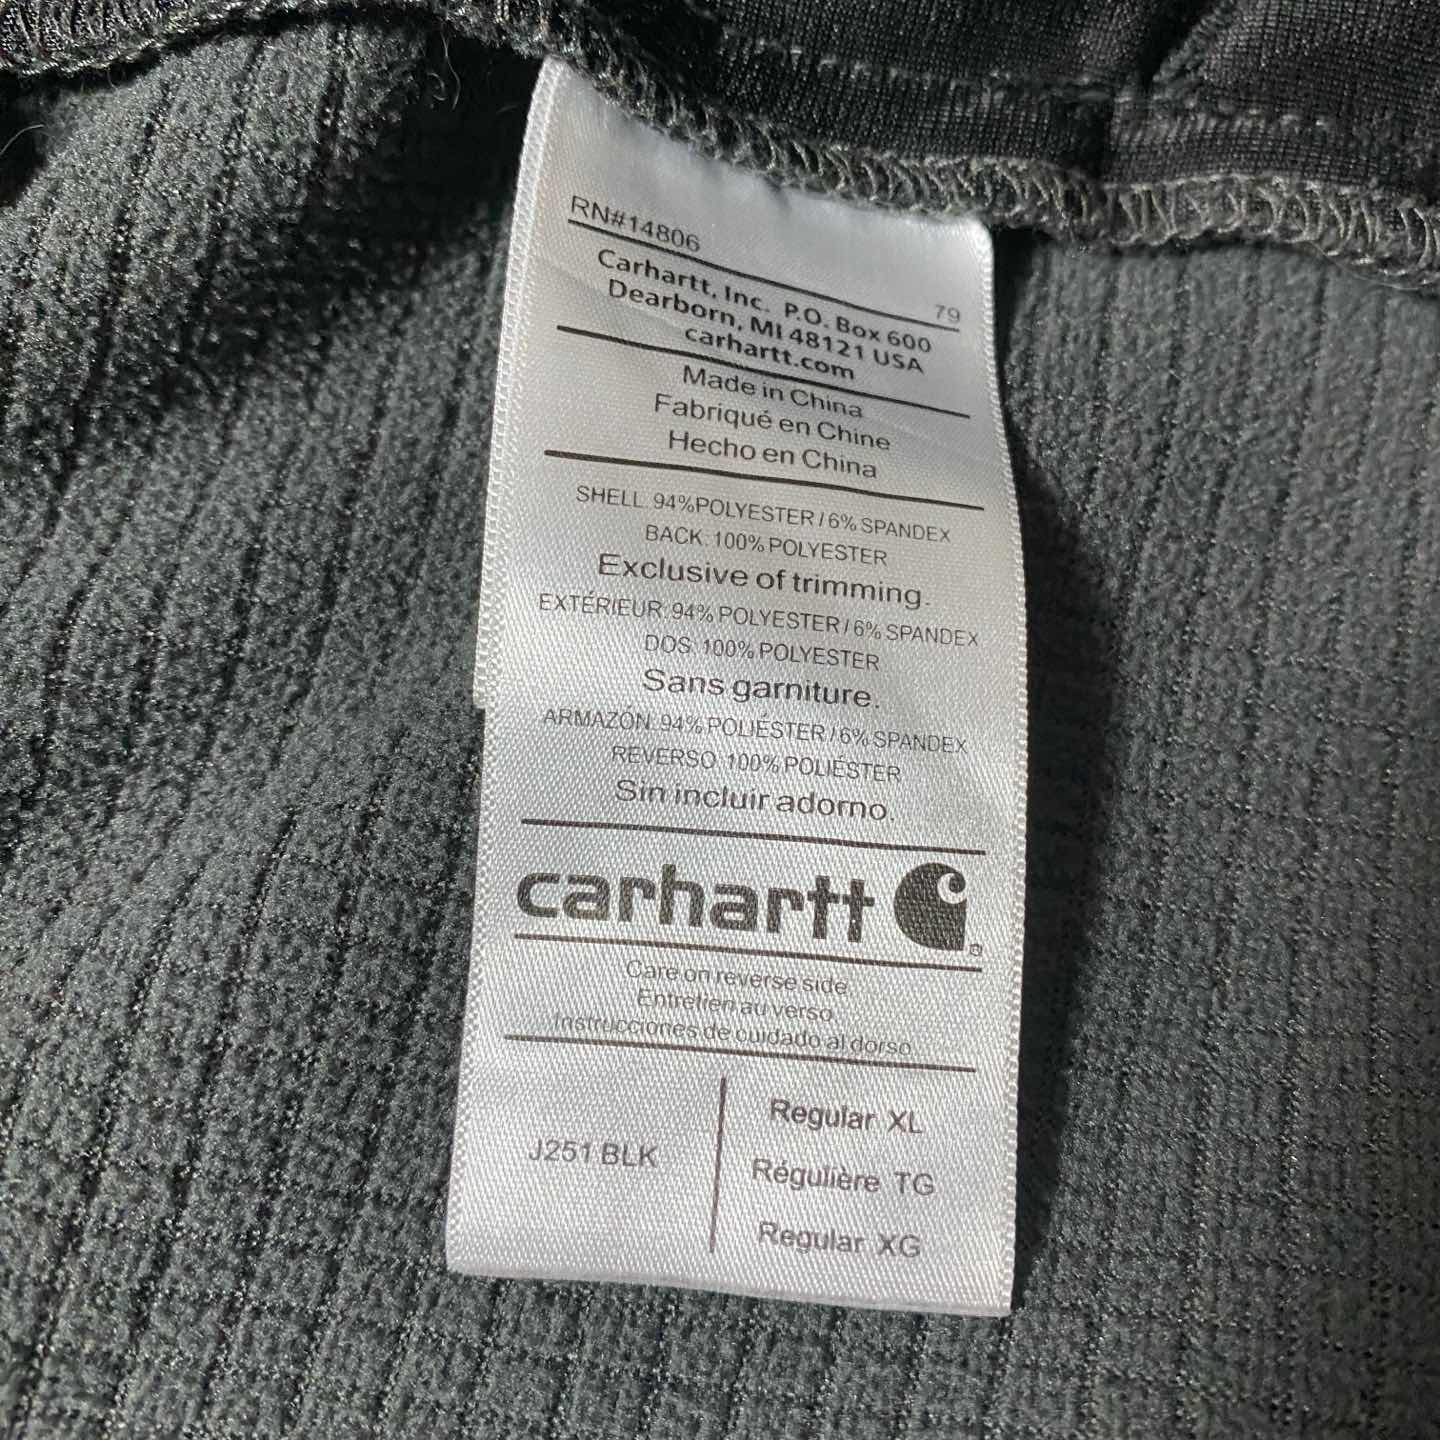 RN#14806
79
Carhartt, Inc. P.O. Box 600
Dearborn, MI 48121 USA
carhartt.com
Made in China
Fabriqué en Chine
Hecho en China
SHELL: 94%POLYESTER / 6% SPANDEX
BACK: 100% POLYESTER
Exclusive of trimming.
EXTÉRIEUR: 94% POLYESTER / 6% SPANDEX
DOS: 100% POLYESTER
Sans garniture.
ARMAZÓN: 94% POLIÉSTER / 6% SPANDEX
REVERSO: 100% POLIÉSTER
Sin incluir adorno.
carhartt
Care on reverse side.
Entretien au verso.
Instrucciones de cuidado al dorso.
J251 BLK
Regular XL
Régulière TG
Regular XG